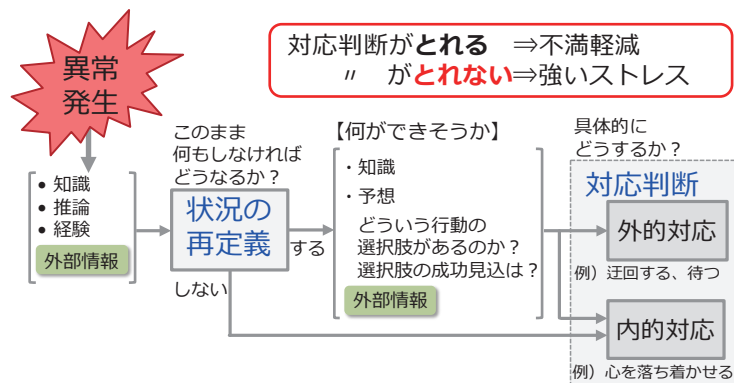 対応判断がとれる ⇒不満軽減
〃 がとれない⇒強いストレス
異常
発生
このまま
何もしなければ
どうなるか？
【何ができそうか】
具体的に
どうするか？
・知識
・予想
どういう行動の
選択肢があるのか？
選択肢の成功見込は？
外部情報
● 知識
● 推論
● 経験
外部情報
状況の
再定義
する
しない
対応判断
外的対応
例）迂回する、待つ
内的対応
例）心を落ち着かせる